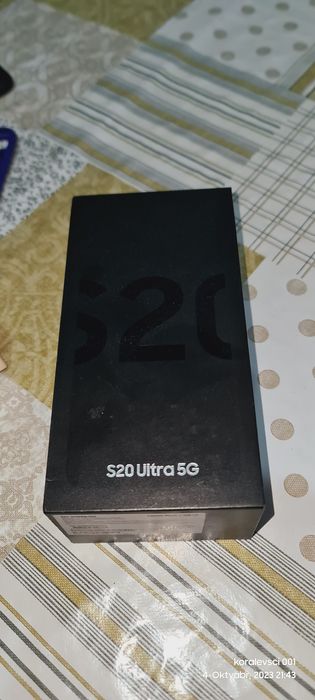 S20
S20 Ultra 5G
Koralevsci 001
4-Oktyabr, 2023 21:43